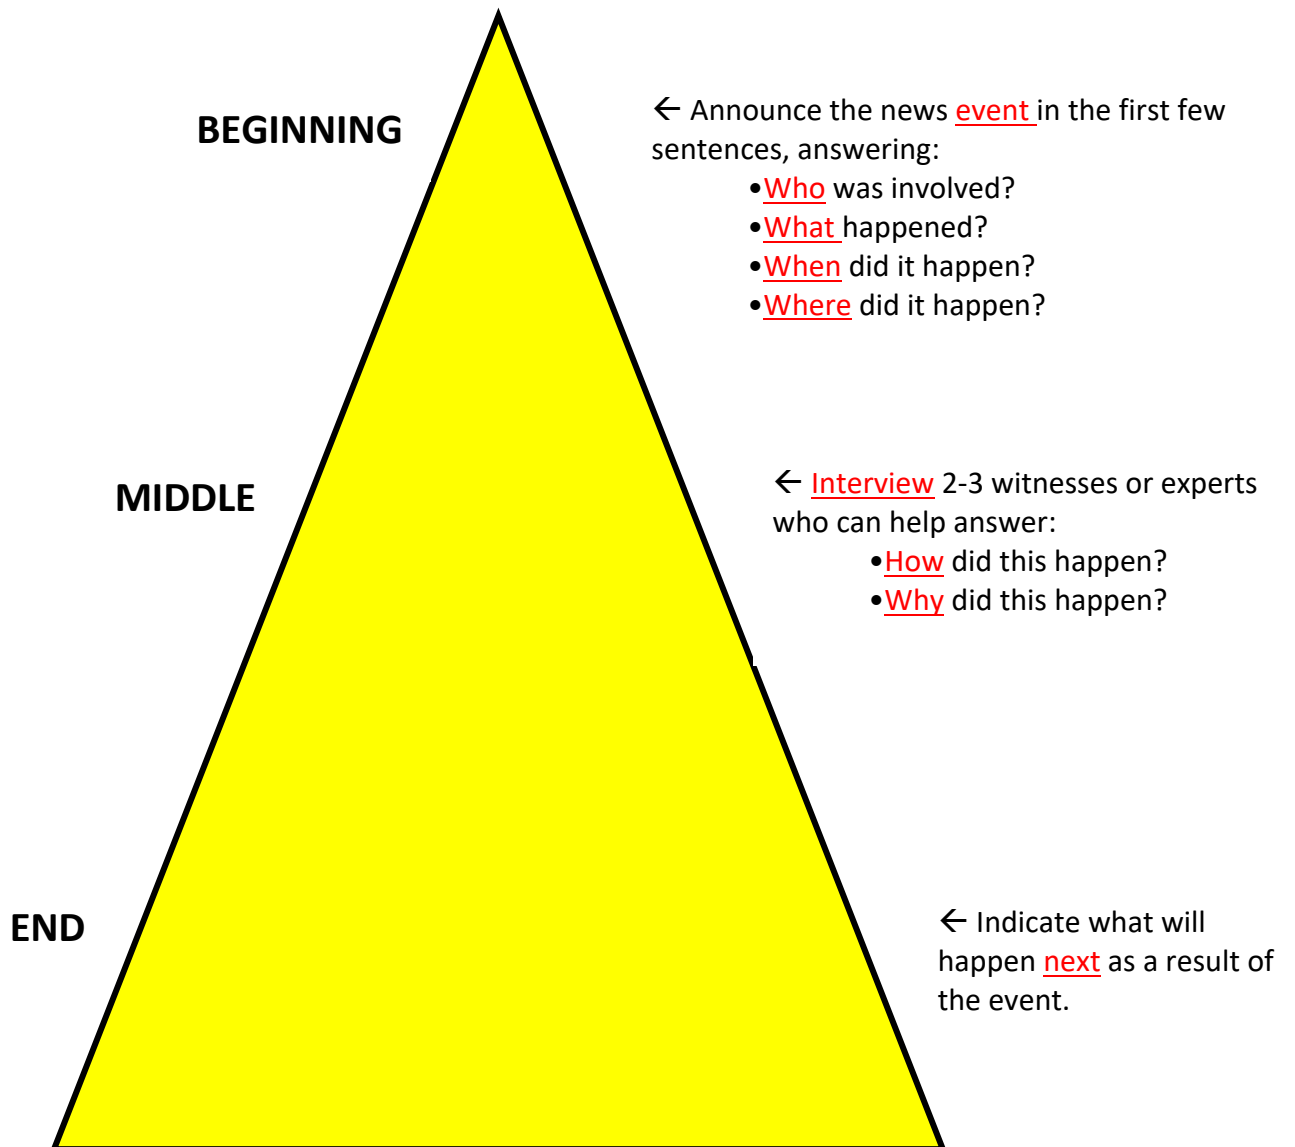 BEGINNING
← Announce the news event in the first few
sentences, answering:
•Who was involved?
•What happened?
•When did it happen?
•Where did it happen?
MIDDLE
← Interview 2-3 witnesses or experts
who can help answer:
•How did this happen?
•Why did this happen?
END
← Indicate what will
happen next as a result of
the event.